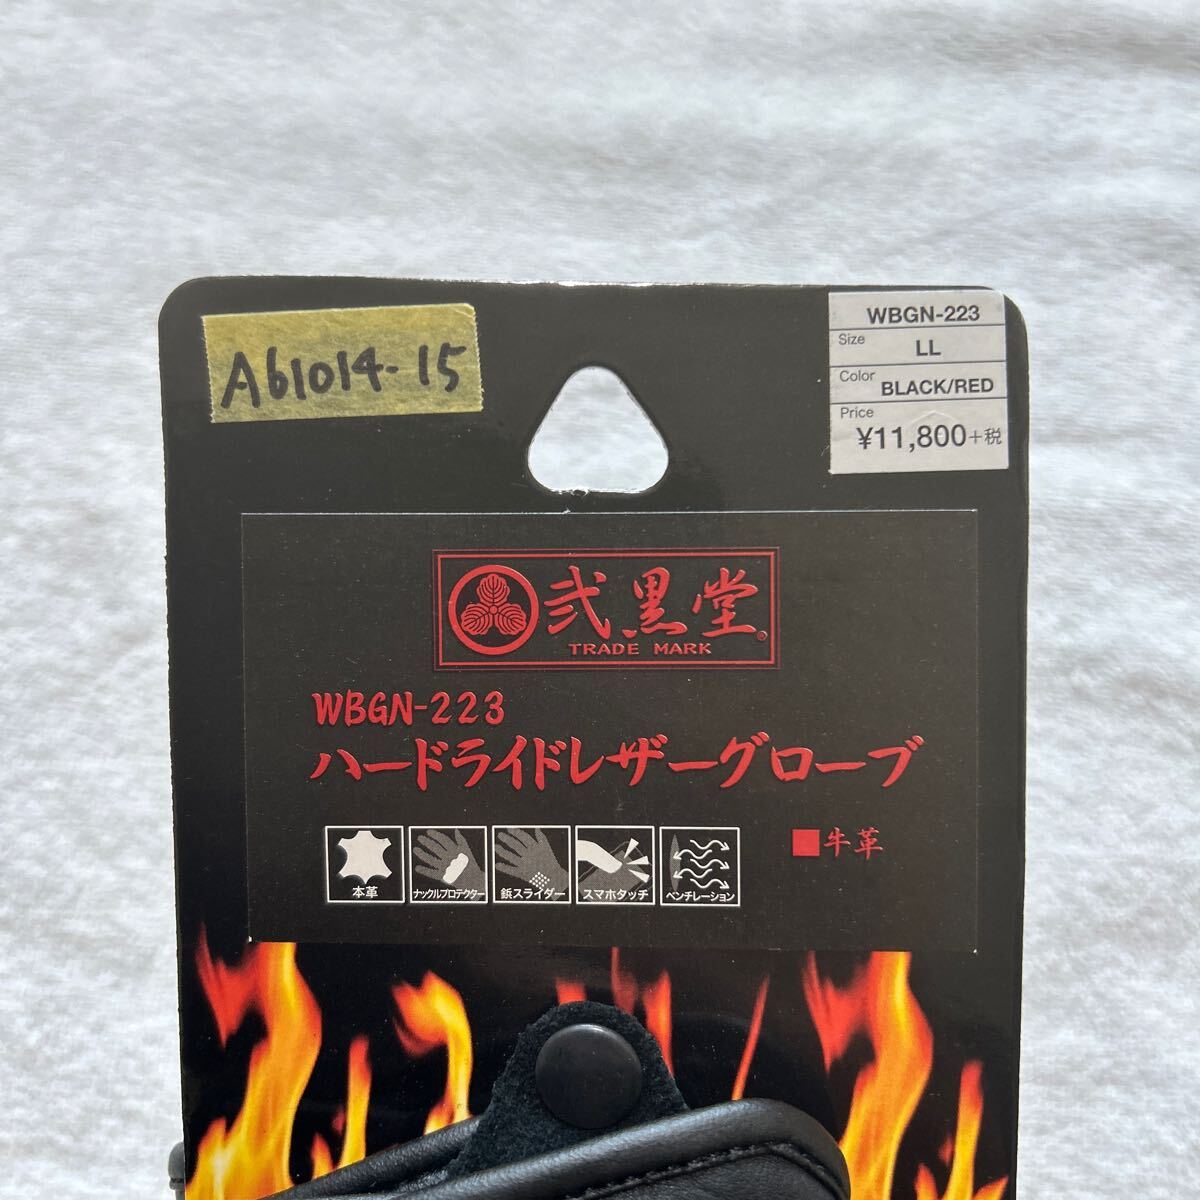 A61014-15
WBGN-223
Size
LL
Color
BLACK/RED
Price
¥11,800+税
弐黒堂®
TRADE MARK
WBGN-223
ハードライドレザーグローブ
本革
ナックルプロテクター
鋲スライダー
スマホタッチ
ベンチレーション
■牛革